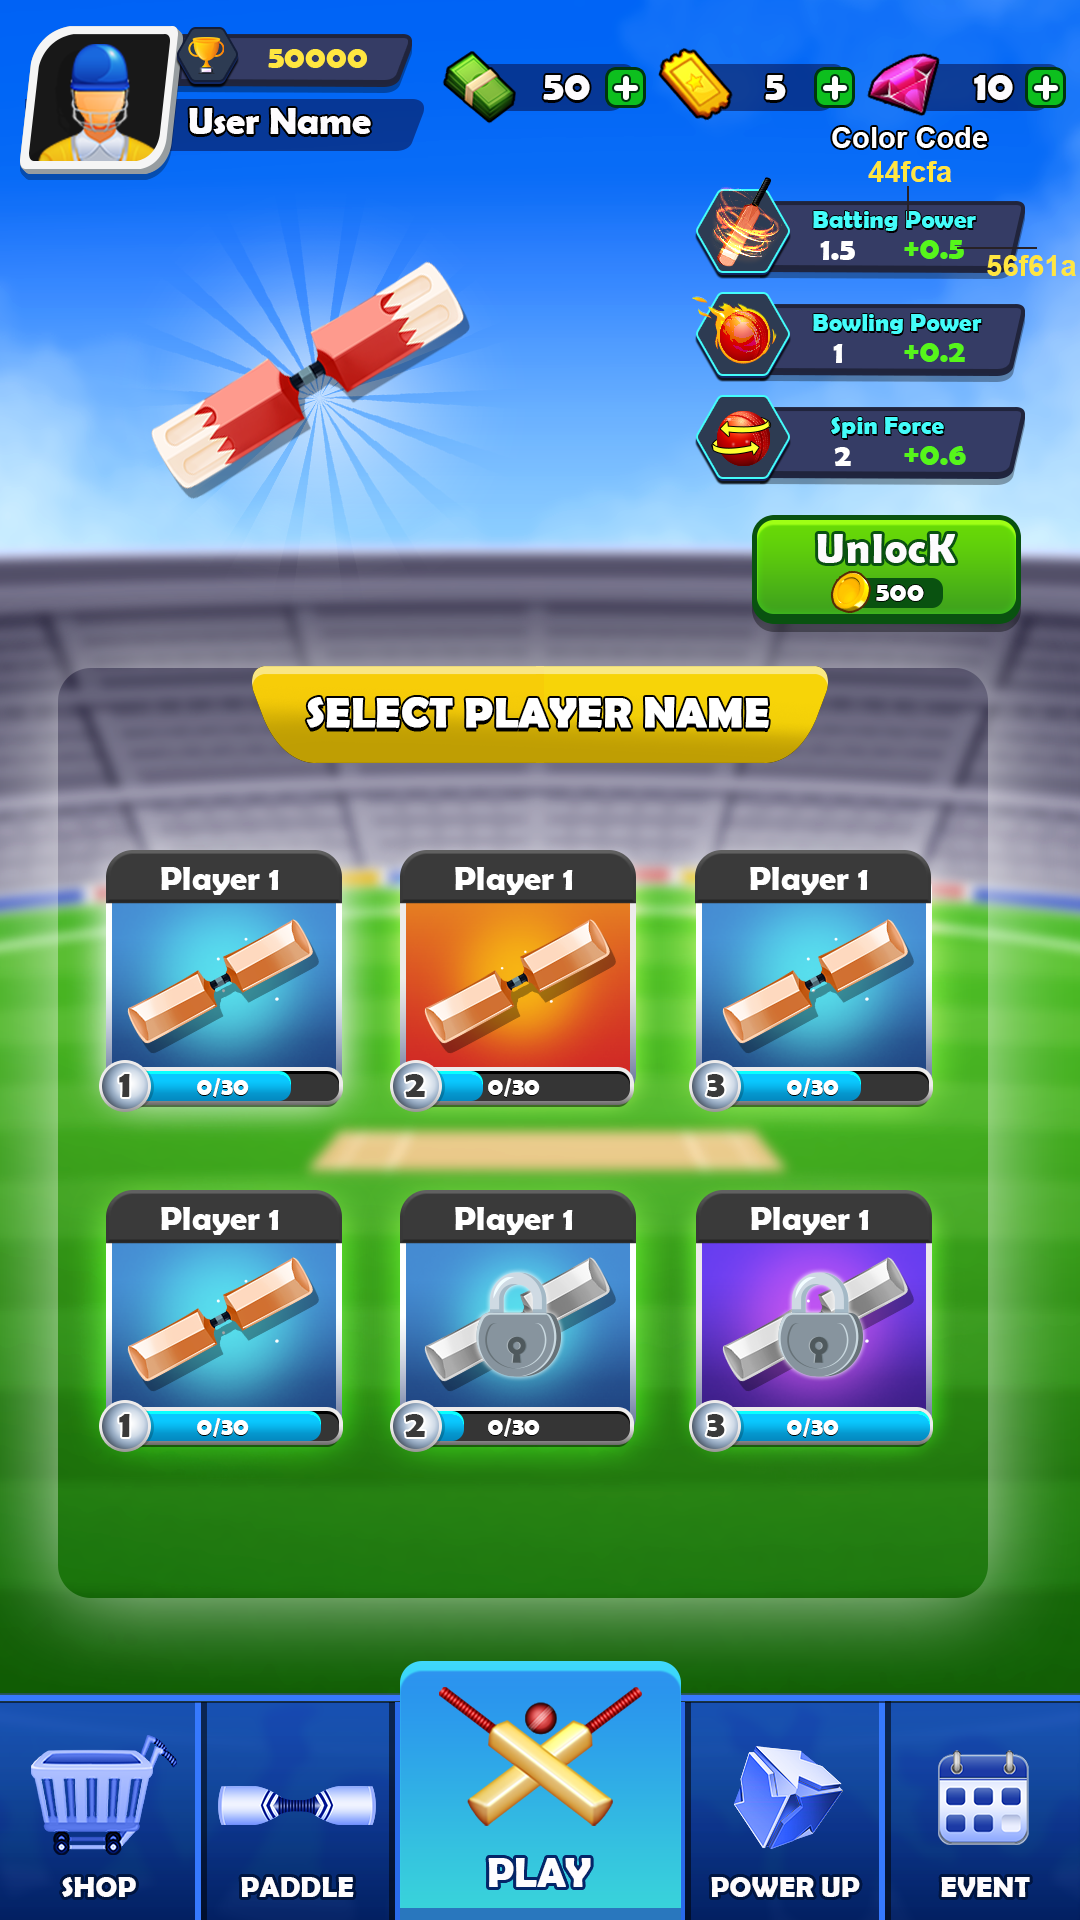 50000
User Name
50
5
10
Color Code
44fcfa
Batting Power
1.5 +0.5
56f61a
Bowling Power
1 +0.2
Spin Force
2 +0.6
UnlocK
500
SELECT PLAYER NAME
Player 1
Player 1
Player 1
1 0/30
2 0/30
3 0/30
Player 1
Player 1
Player 1
1 0/30
2 0/30
3 0/30
SHOP
PADDLE
PLAY
POWER UP
EVENT